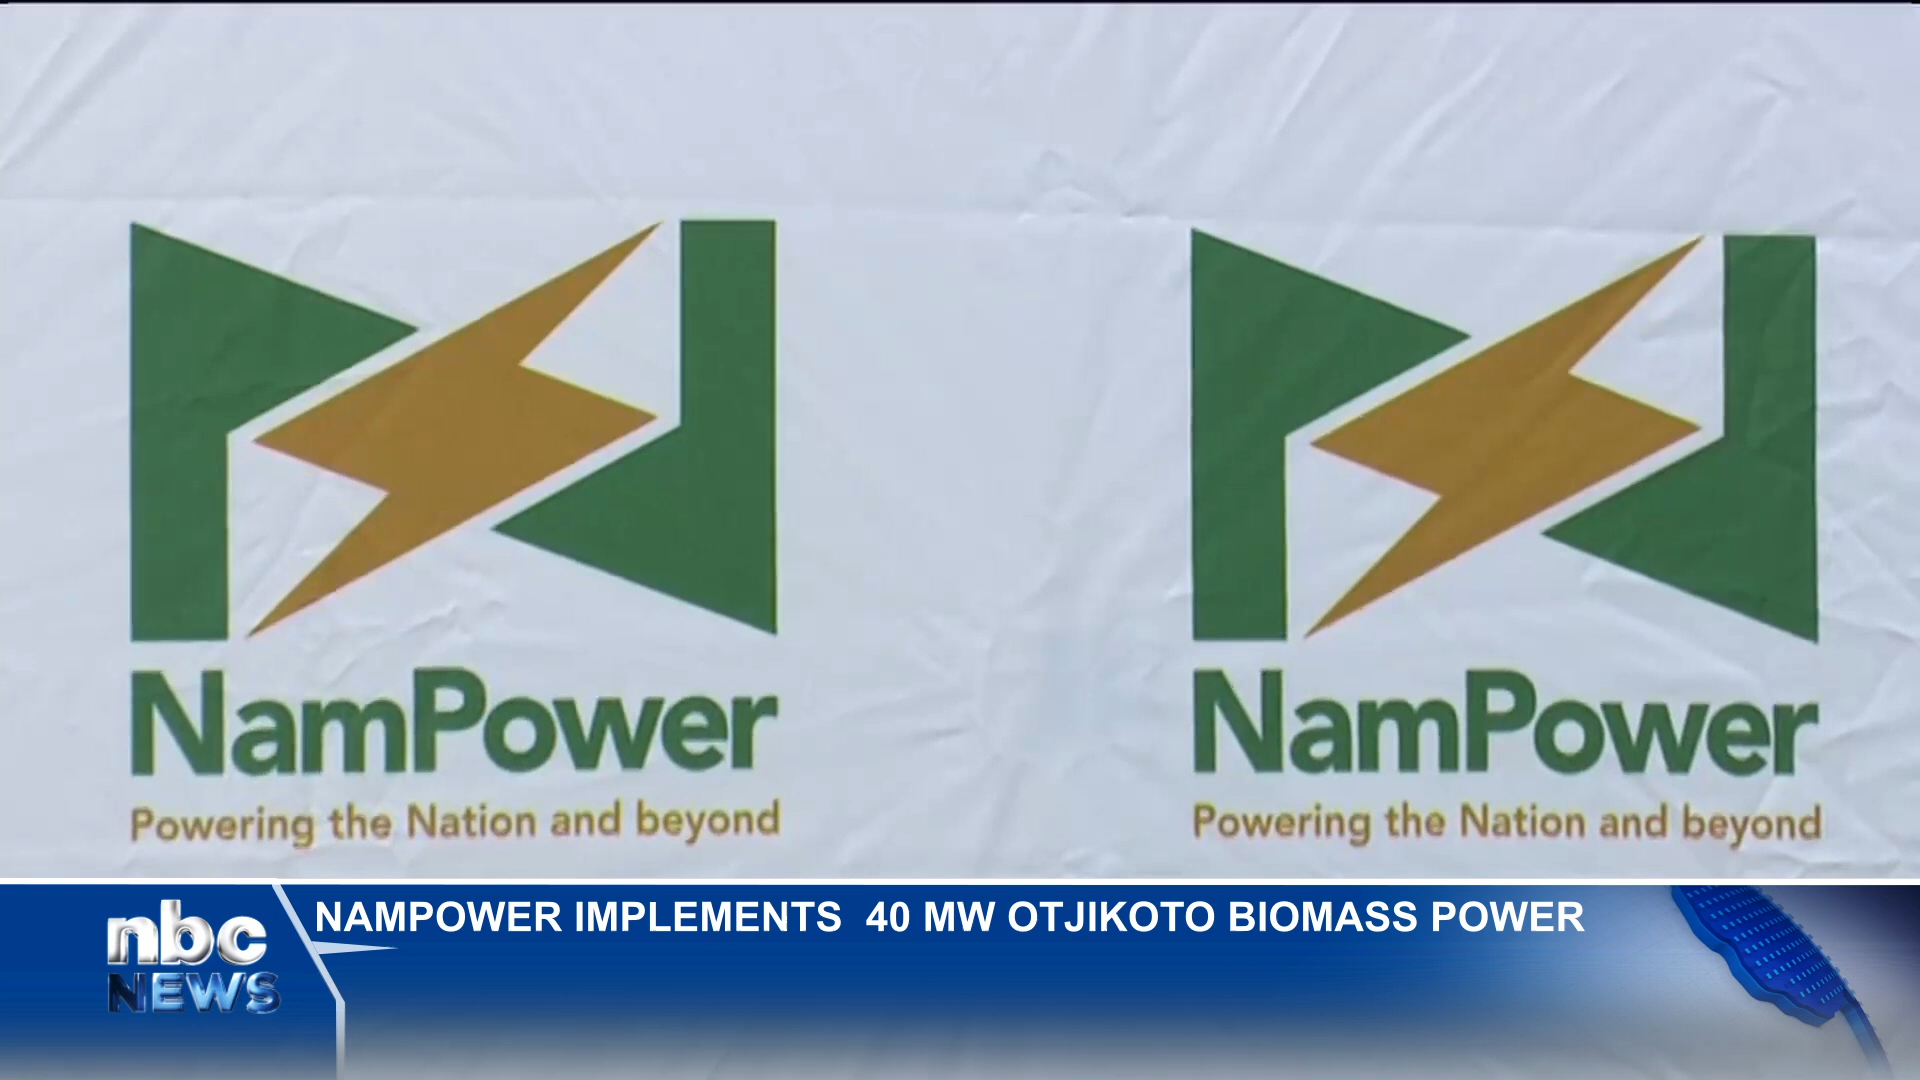 NamPower
Powering the Nation and beyond
NamPower
Powering the Nation and beyond
nbc
NEWS
NAMPOWER IMPLEMENTS  40 MW OTJIKOTO BIOMASS POWER